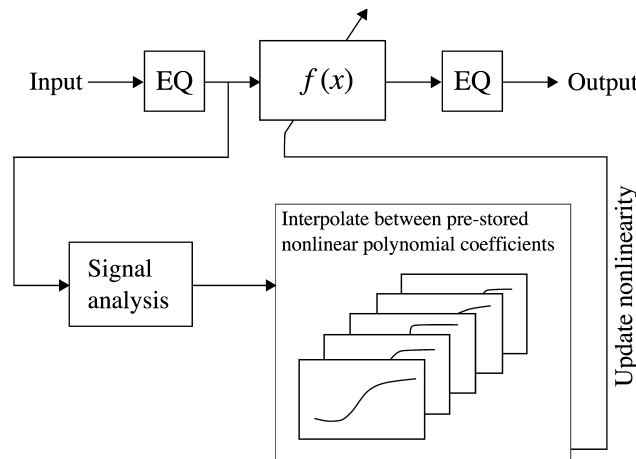 Input
EQ
f(x)
EQ
Output
Signal
analysis
Interpolate between pre-stored
nonlinear polynomial coefficients
Update nonlinearity